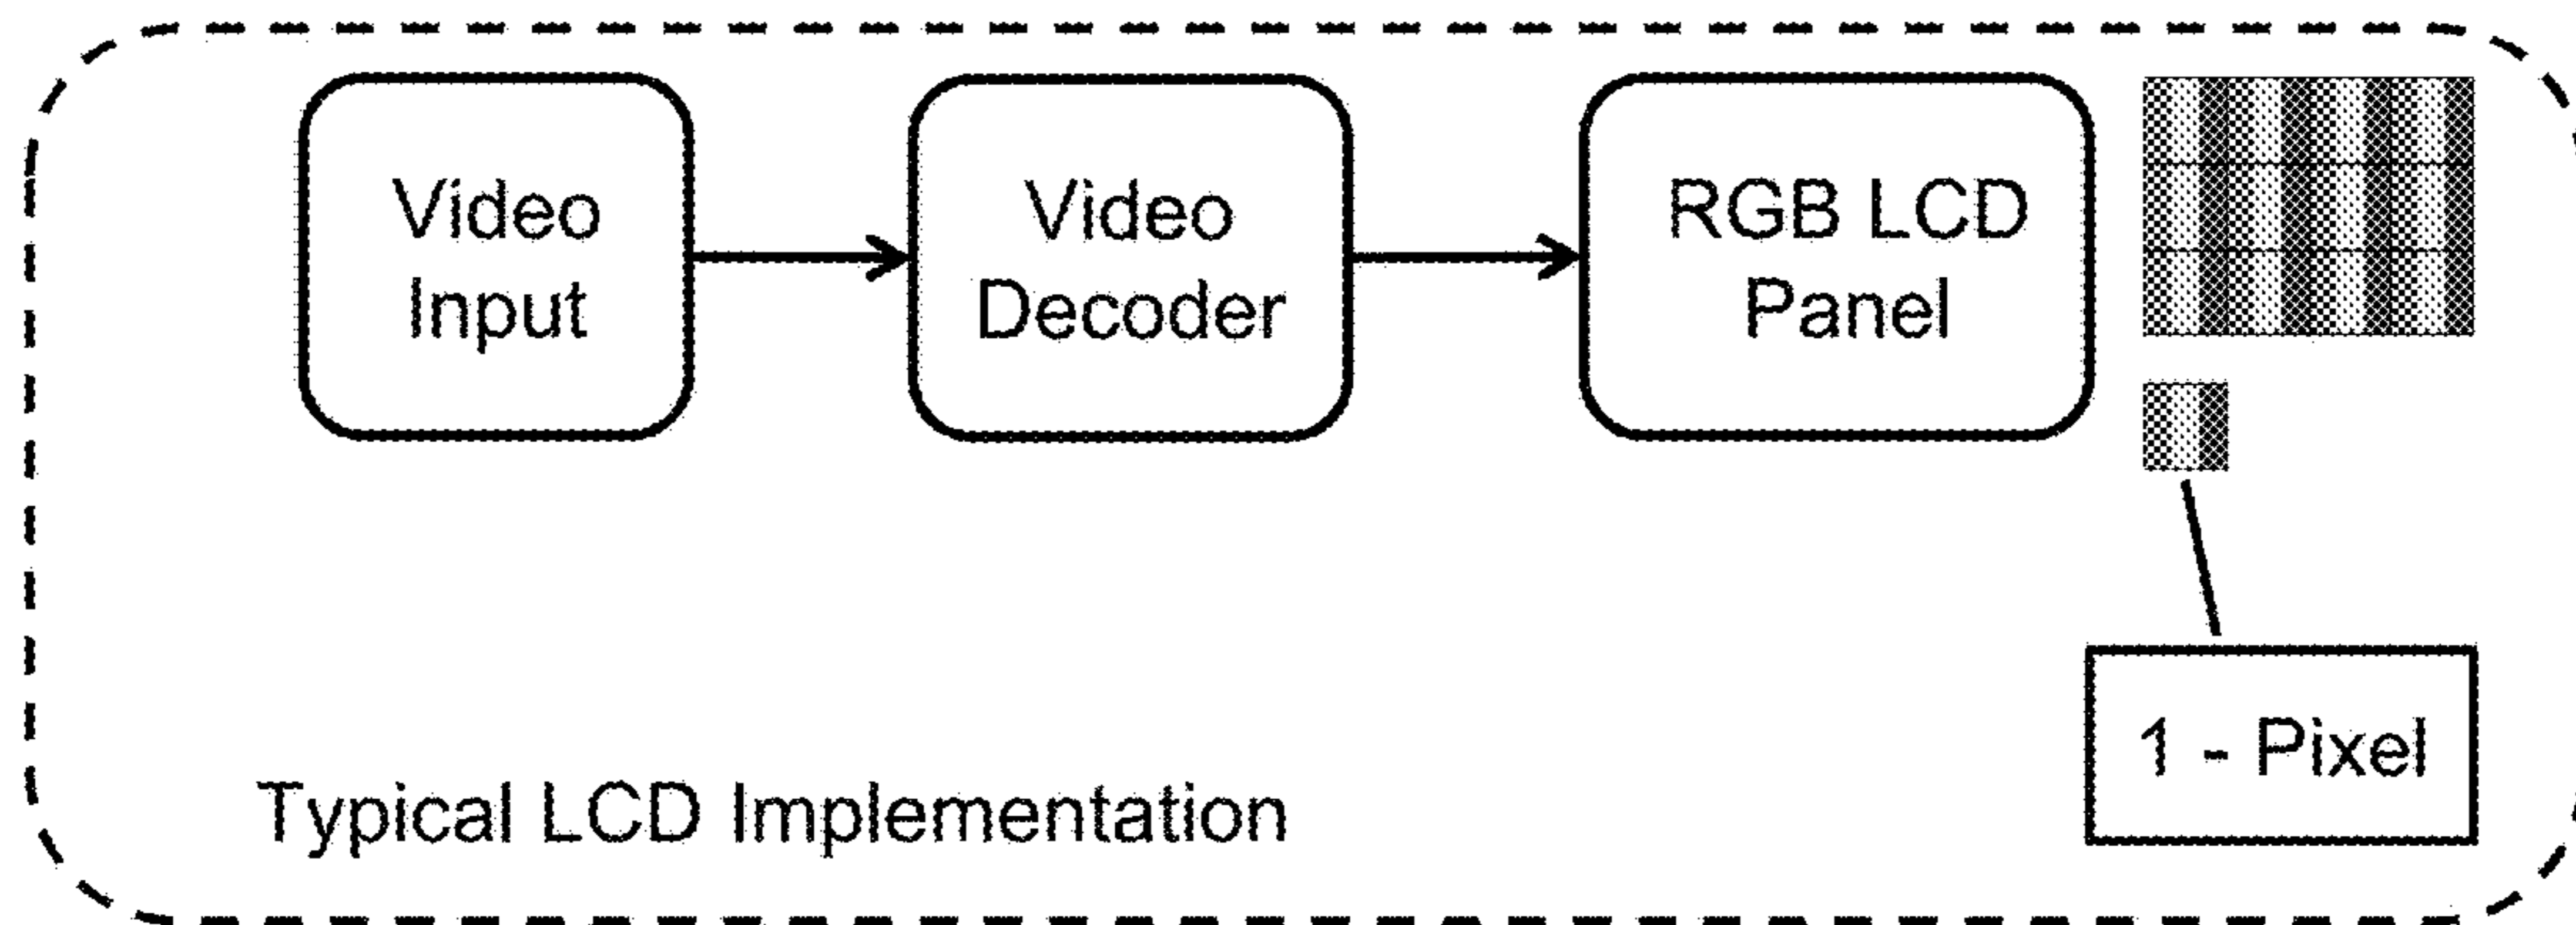 Video
Input
Video
Decoder
RGB LCD
Panel
1 - Pixel
Typical LCD Implementation